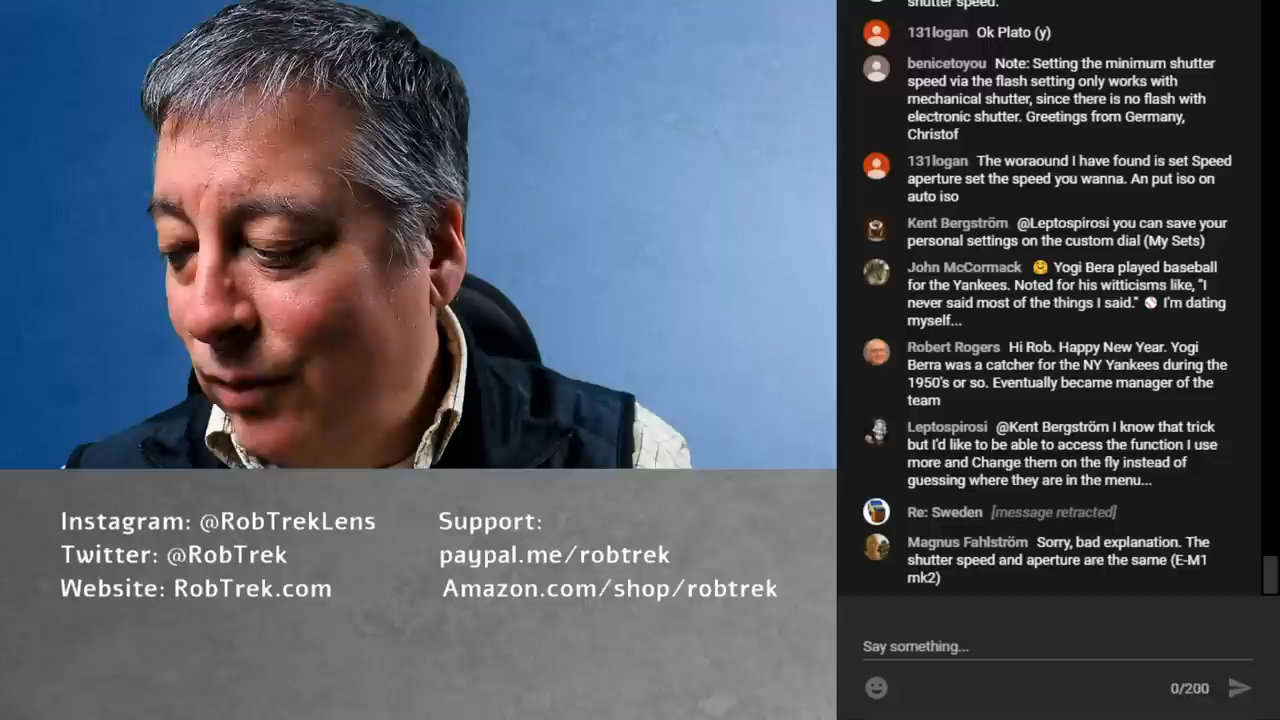 Instagram: @RobTrekLens
Twitter: @RobTrek
Website: RobTrek.com
Support:
paypal.me/robtrek
Amazon.com/shop/robtrek
shutter speed.
131logan Ok Plato (y)
benicetoyou Note: Setting the minimum shutter
speed via the flash setting only works with
mechanical shutter, since there is no flash with
electronic shutter. Greetings from Germany,
Christof
131logan The woraound I have found is set Speed
aperture set the speed you wanna. An put iso on
auto iso
Kent Bergström @Leptospirosi you can save your
personal settings on the custom dial (My Sets)
John McCormack 🤗 Yogi Bera played baseball
for the Yankees. Noted for his witticisms like, "I
never said most of the things I said." ⚾ I'm dating
myself...
Robert Rogers Hi Rob. Happy New Year. Yogi
Berra was a catcher for the NY Yankees during the
1950's or so. Eventually became manager of the
team
Leptospirosi @Kent Bergström I know that trick
but I'd like to be able to access the function I use
more and Change them on the fly instead of
guessing where they are in the menu...
Re: Sweden [message retracted]
Magnus Fahlström Sorry, bad explanation. The
shutter speed and aperture are the same (E-M1
mk2)
Say something...
0/200